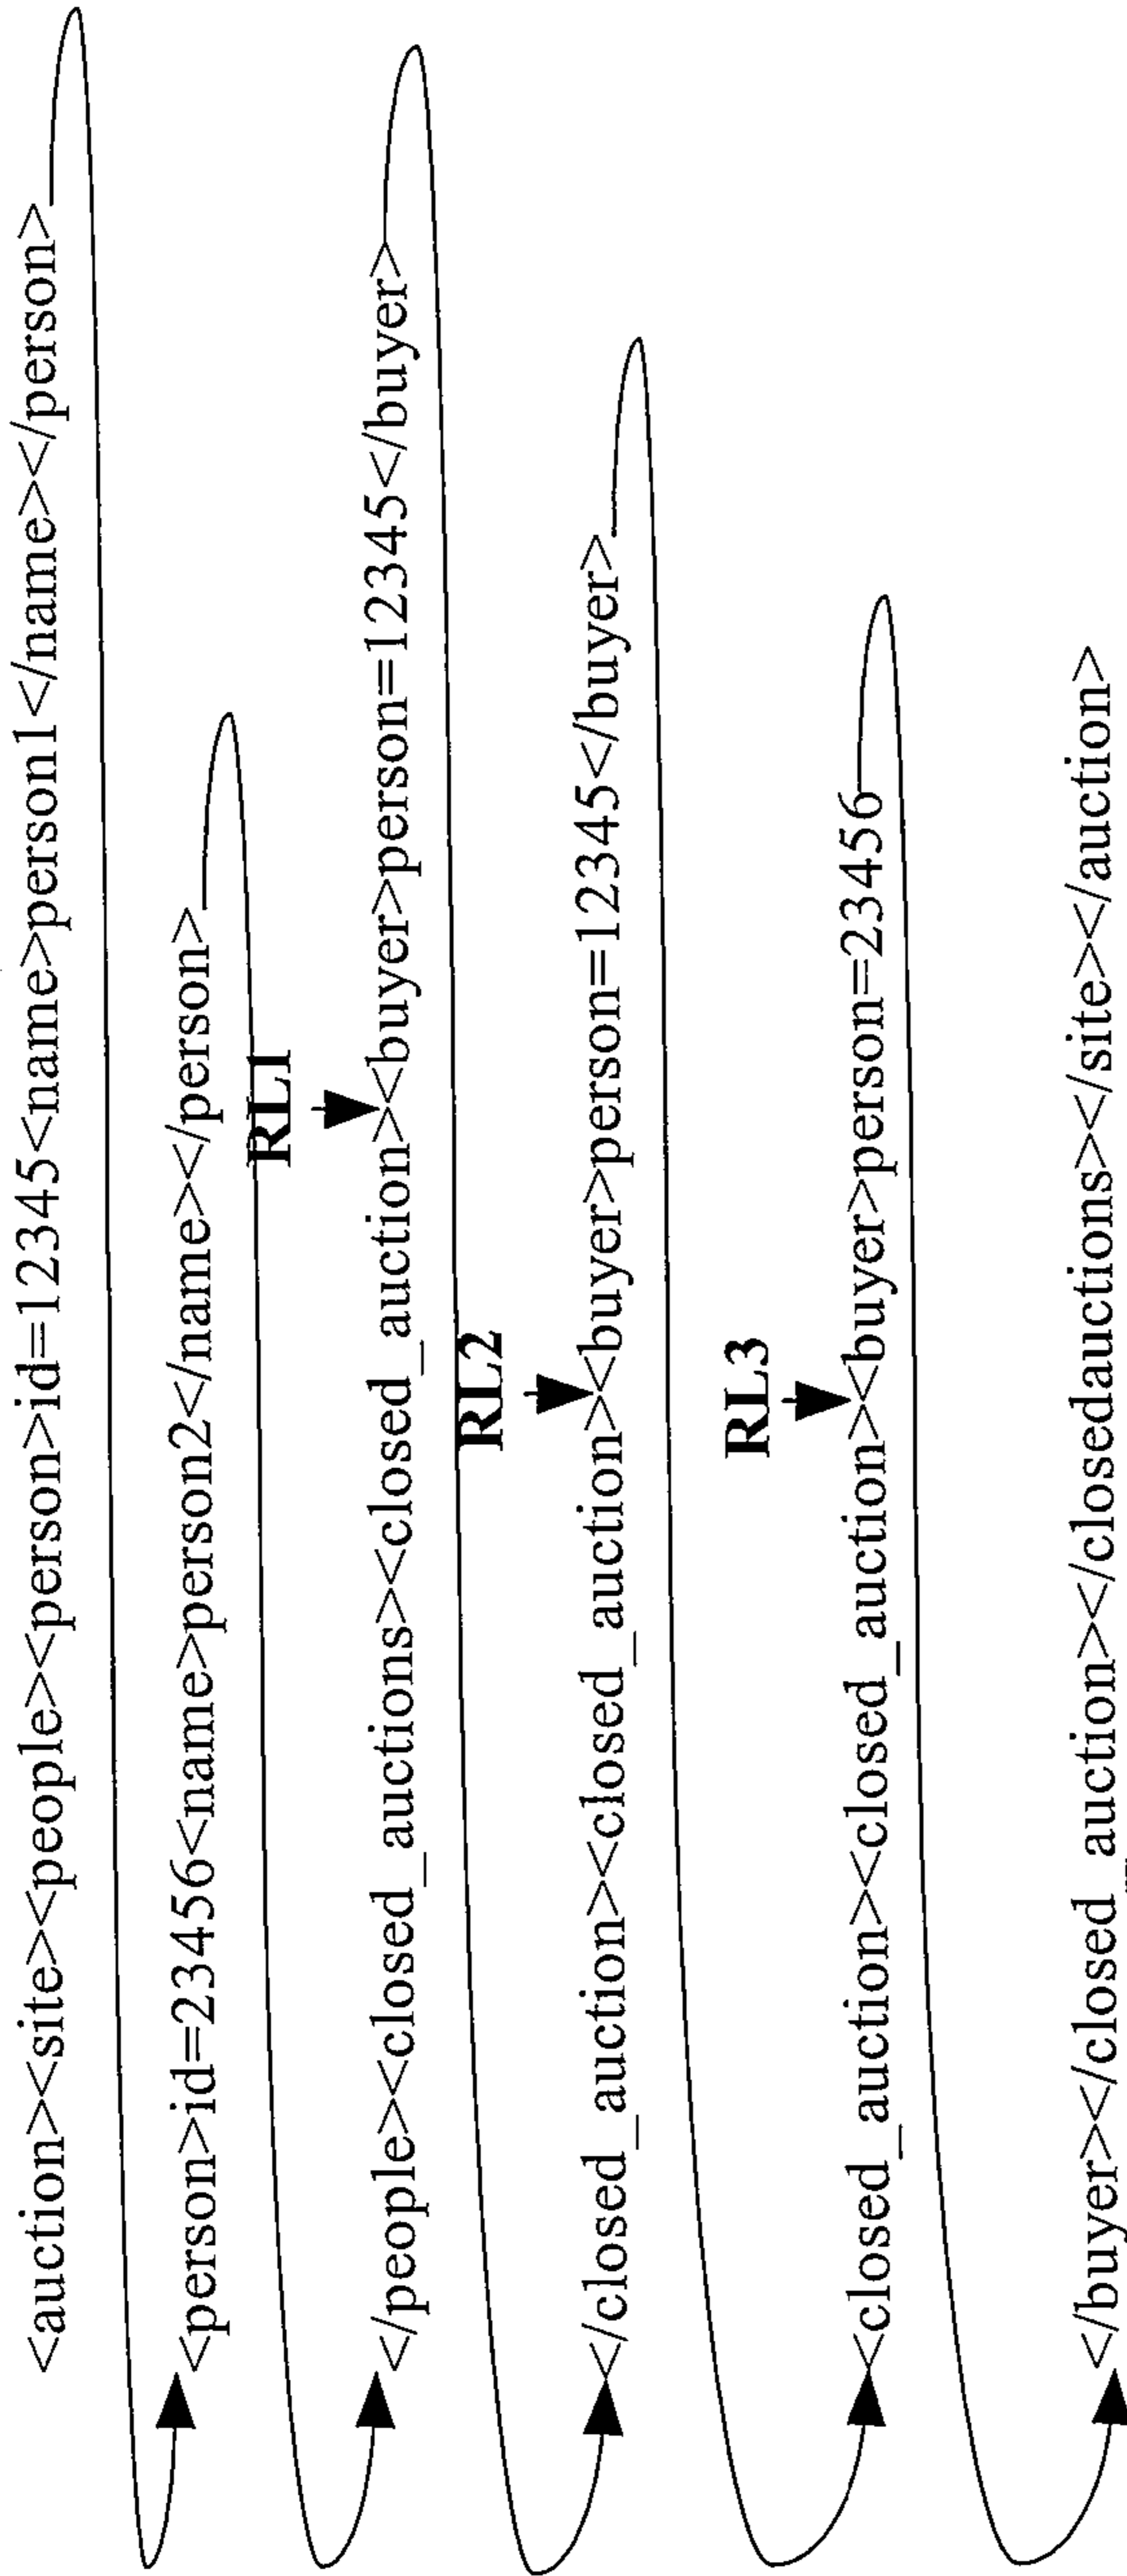 <auction><site><people><person>id=12345<name>person1</name></person>
<person>id=23456<name>person2</name></person>
RL1
</people><closed_auctions><closed_auction><buyer>person=12345</buyer>
RL2
</closed_auction><closed_auction><buyer>person=12345</buyer>
RL3
<closed_auction><closed_auction><buyer>person=23456
</buyer></closed_auction></closedauctions></site></auction>